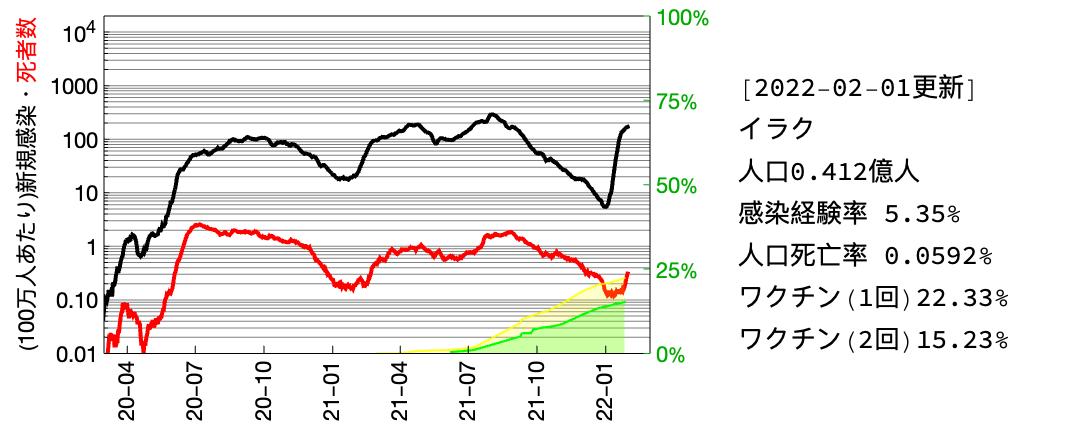 (100万人あたり)新規感染・死者数
10^4
1000
100
10
1
0.10
0.01
100%
75%
50%
25%
0%
20-04
20-07
20-10
21-01
21-04
21-07
21-10
22-01
[2022-02-01更新]
イラク
人口0.412億人
感染経験率 5.35%
人口死亡率 0.0592%
ワクチン(1回)22.33%
ワクチン(2回)15.23%